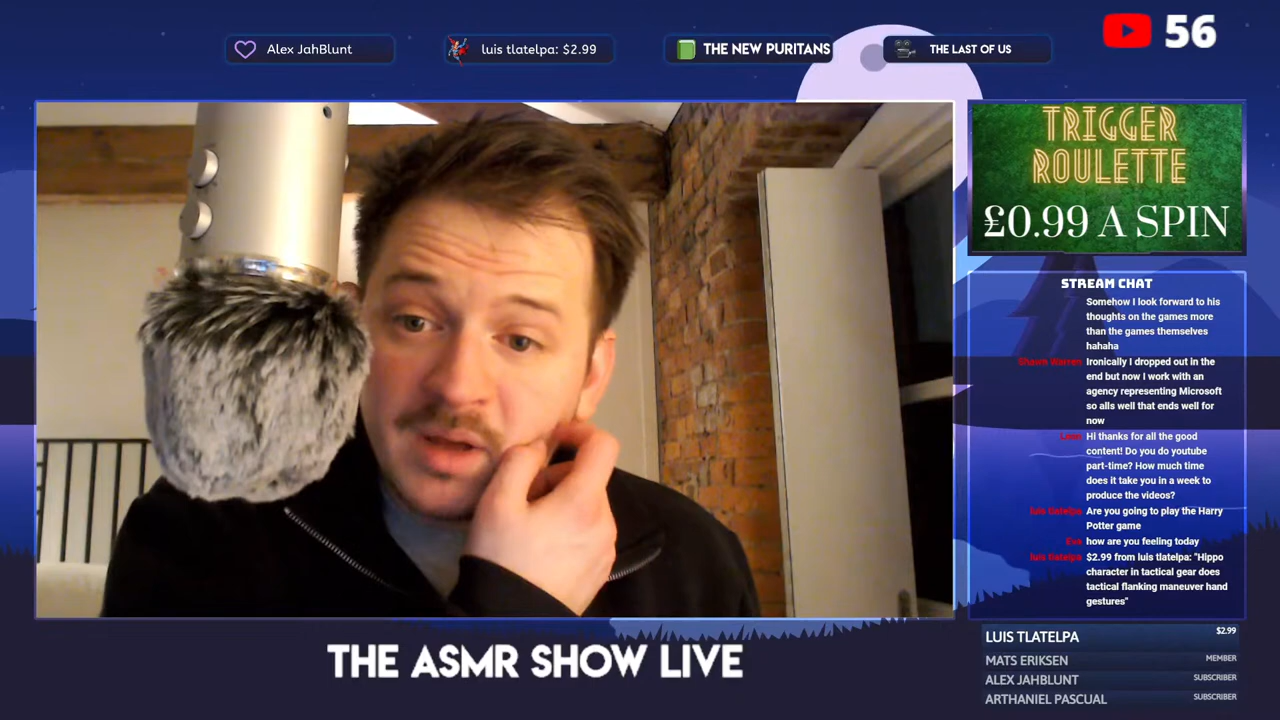 Alex JahBlunt
luis tlatelpa: $2.99
THE NEW PURITANS
THE LAST OF US
56
TRIGGER
ROULETTE
£0.99 A SPIN
STREAM CHAT
Somehow I look forward to his
thoughts on the games more
than the games themselves
hahaha
Shawn Warren Ironically I dropped out in the
end but now I work with an
agency representing Microsoft
so alls well that ends well for
now
Hi thanks for all the good
content! Do you do youtube
part-time? How much time
does it take you in a week to
produce the videos?
luis tlatelpa Are you going to play the Harry
Potter game
how are you feeling today
luis tlatelpa $2.99 from luis tlatelpa: "Hippo
character in tactical gear does
tactical flanking maneuver hand
gestures"
LUIS TLATELPA $2.99
MATS ERIKSEN MEMBER
ALEX JAHBLUNT SUBSCRIBER
ARTHANIEL PASCUAL SUBSCRIBER
THE ASMR SHOW LIVE